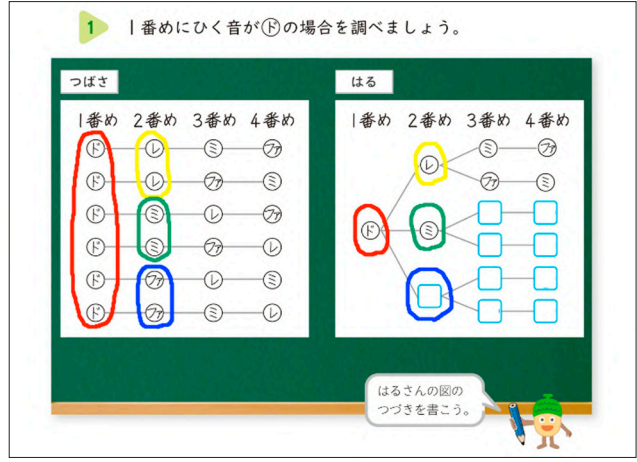 1 1番めにひく音がドの場合を調べましょう。
つばさ
1番め 2番め 3番め 4番め
ド レ ミ ファ
ド レ ファ ミ
ド ミ レ ファ
ド ミ ファ レ
ド ファ レ ミ
ド ファ ミ レ
はる
1番め 2番め 3番め 4番め
ド
レ
ミ ファ
ファ ミ
ミ
はるさんの図の
つづきを書こう。